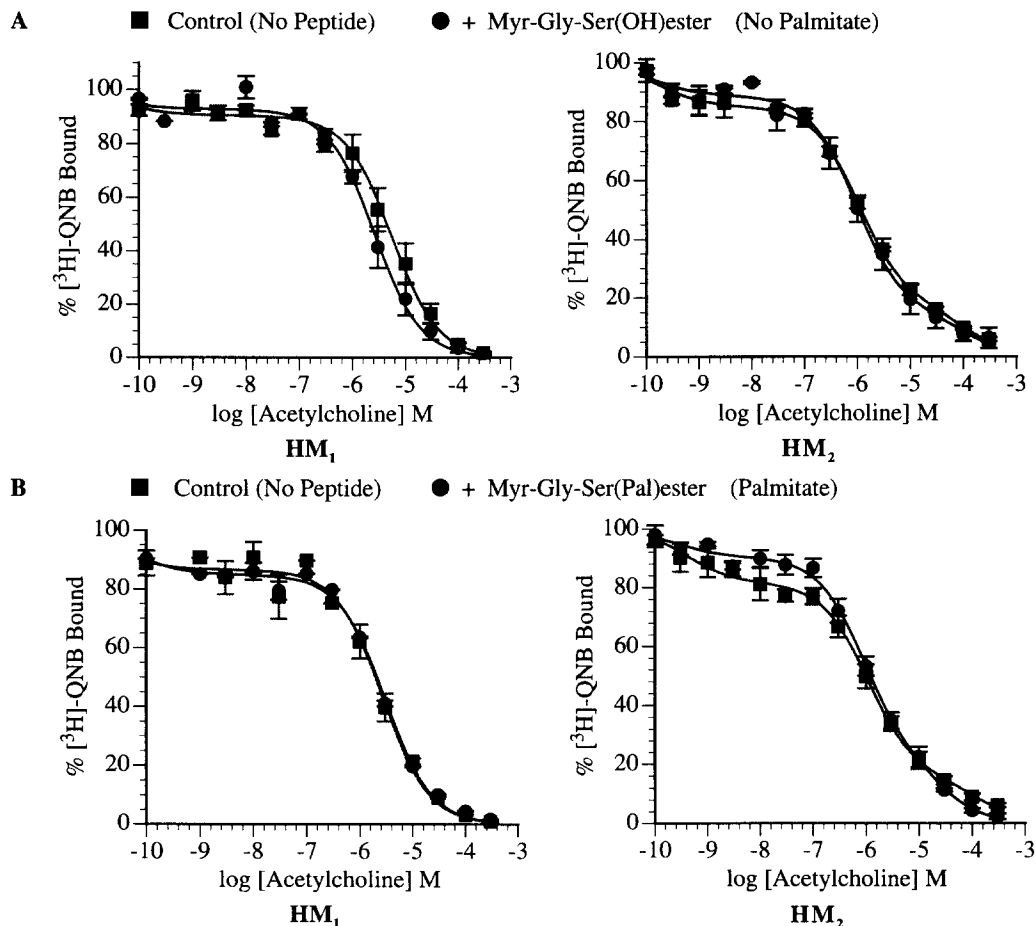 A ■ Control (No Peptide) ● + Myr-Gly-Ser(OH)ester (No Palmitate)
% [³H]-QNB Bound
100
80
60
40
20
0
-10 -9 -8 -7 -6 -5 -4 -3
log [Acetylcholine] M
HM₁
% [³H]-QNB Bound
100
80
60
40
20
0
-10 -9 -8 -7 -6 -5 -4 -3
log [Acetylcholine] M
HM₂
B ■ Control (No Peptide) ● + Myr-Gly-Ser(Pal)ester (Palmitate)
% [³H]-QNB Bound
100
80
60
40
20
0
-10 -9 -8 -7 -6 -5 -4 -3
log [Acetylcholine] M
HM₁
% [³H]-QNB Bound
100
80
60
40
20
0
-10 -9 -8 -7 -6 -5 -4 -3
log [Acetylcholine] M
HM₂